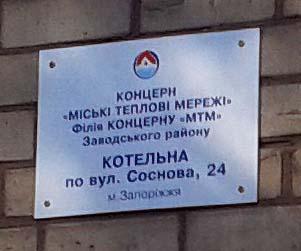 КОНЦЕРН
«МІСЬКІ ТЕПЛОВІ МЕРЕЖІ»
Філія КОНЦЕРНУ «МТМ»
Заводського району
КОТЕЛЬНА
по вул. Соснова, 24
м.Запоріжжя